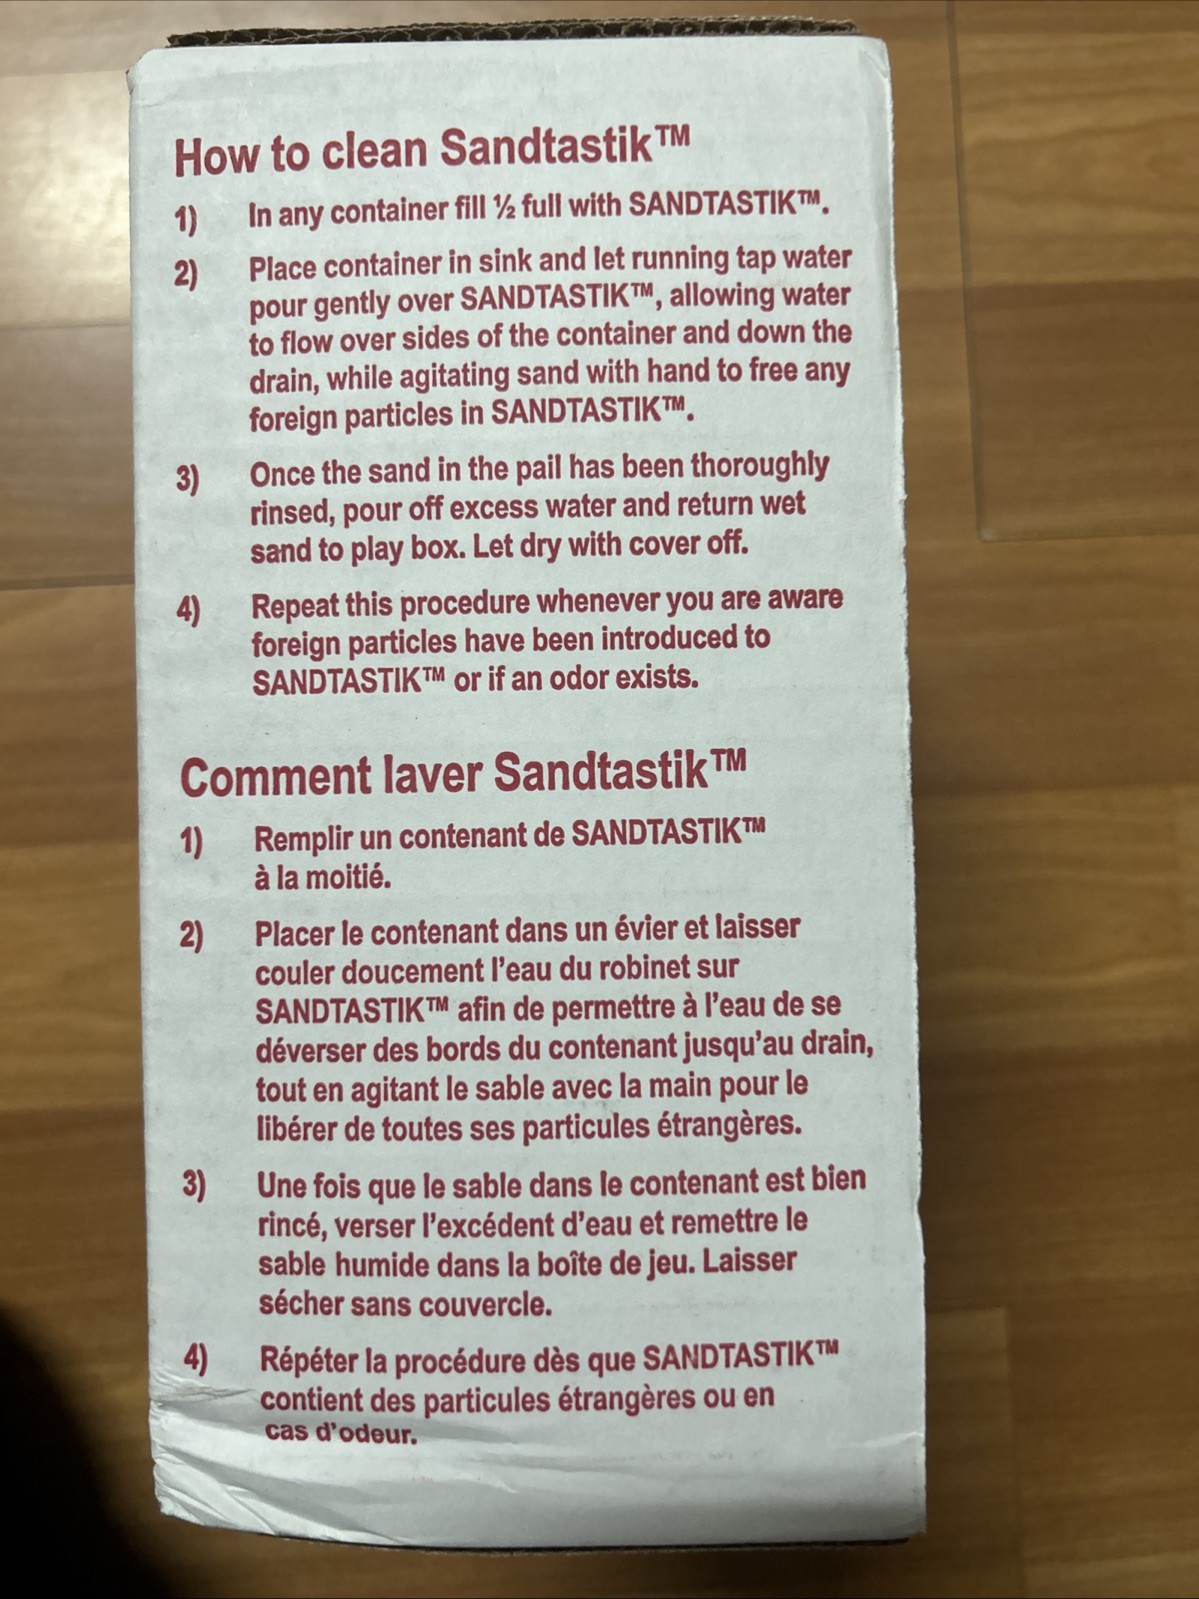 How to clean Sandtastik™
1) In any container fill ½ full with SANDTASTIK™.
2) Place container in sink and let running tap water
pour gently over SANDTASTIK™, allowing water
to flow over sides of the container and down the
drain, while agitating sand with hand to free any
foreign particles in SANDTASTIK™.
3) Once the sand in the pail has been thoroughly
rinsed, pour off excess water and return wet
sand to play box. Let dry with cover off.
4) Repeat this procedure whenever you are aware
foreign particles have been introduced to
SANDTASTIK™ or if an odor exists.
Comment laver Sandtastik™
1) Remplir un contenant de SANDTASTIK™
à la moitié.
2) Placer le contenant dans un évier et laisser
couler doucement l'eau du robinet sur
SANDTASTIK™ afin de permettre à l'eau de se
déverser des bords du contenant jusqu'au drain,
tout en agitant le sable avec la main pour le
libérer de toutes ses particules étrangères.
3) Une fois que le sable dans le contenant est bien
rincé, verser l'excédent d'eau et remettre le
sable humide dans la boîte de jeu. Laisser
sécher sans couvercle.
4) Répéter la procédure dès que SANDTASTIK™
contient des particules étrangères ou en
cas d'odeur.